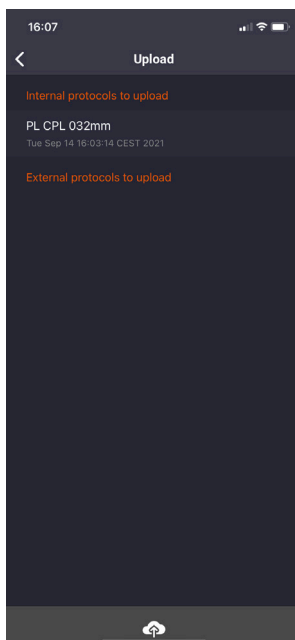 16:07
Upload
Internal protocols to upload
PL CPL 032mm
Tue Sep 14 16:03:14 CEST 2021
External protocols to upload